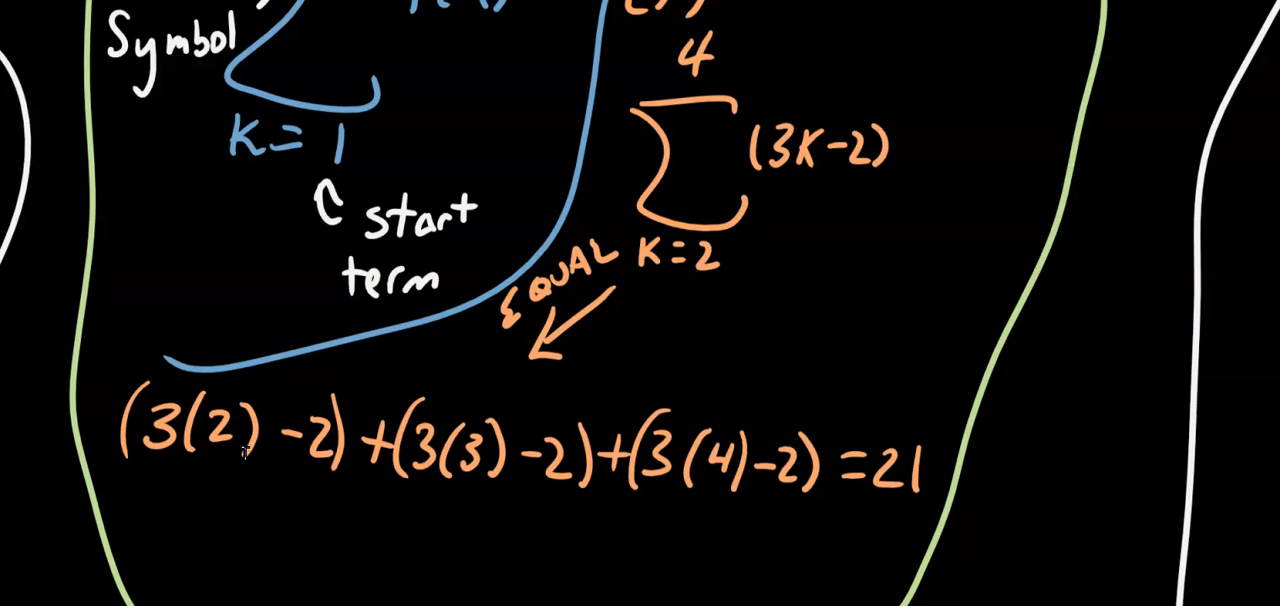 Symbol
K = 1
start
term
4
(3K-2)
K = 2
EQUAL
(3(2) -2) + (3(3) -2) + (3(4) -2) = 21